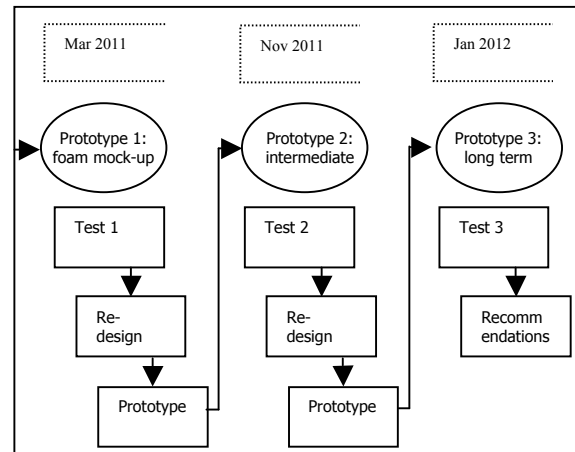 Mar 2011
Nov 2011
Jan 2012
Prototype 1:
foam mock-up
Prototype 2:
intermediate
Prototype 3:
long term
Test 1
Test 2
Test 3
Re-
design
Re-
design
Recomm
endations
Prototype
Prototype